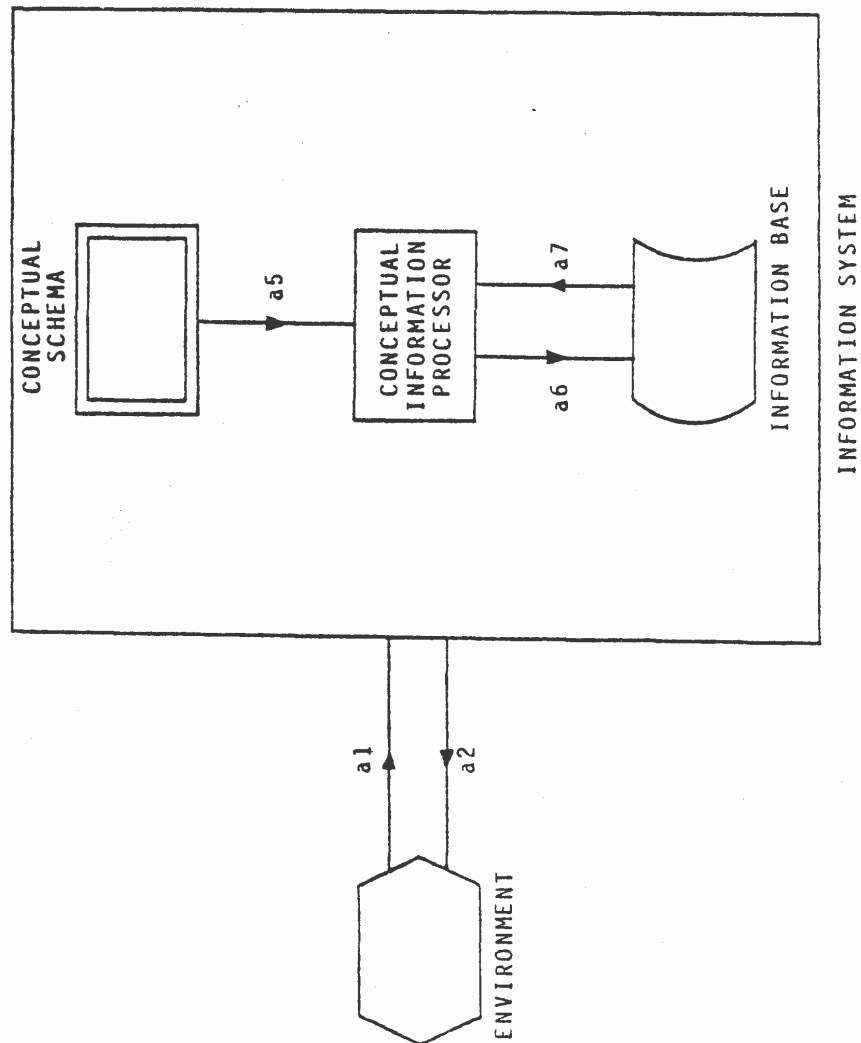 CONCEPTUAL
SCHEMA
a5
CONCEPTUAL
INFORMATION
PROCESSOR
a6
a7
INFORMATION BASE
INFORMATION SYSTEM
a1
a2
ENVIRONMENT